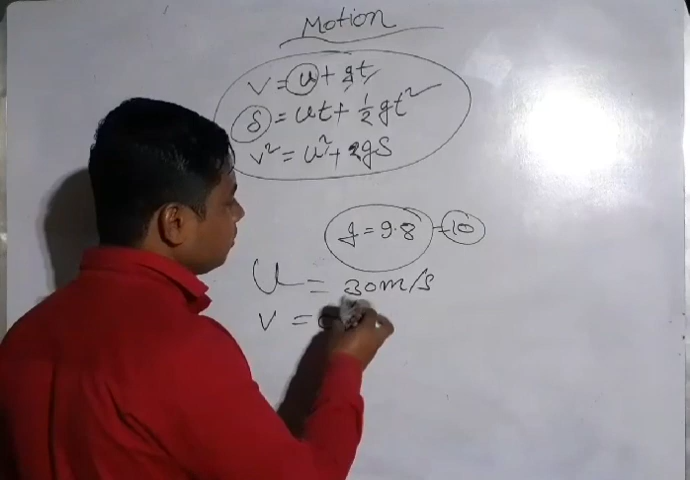 Motion
v = u + gt
s = ut + ½gt²
v² = u² + 2gs
g = 9.8 = 10
u = 30m/s
v =